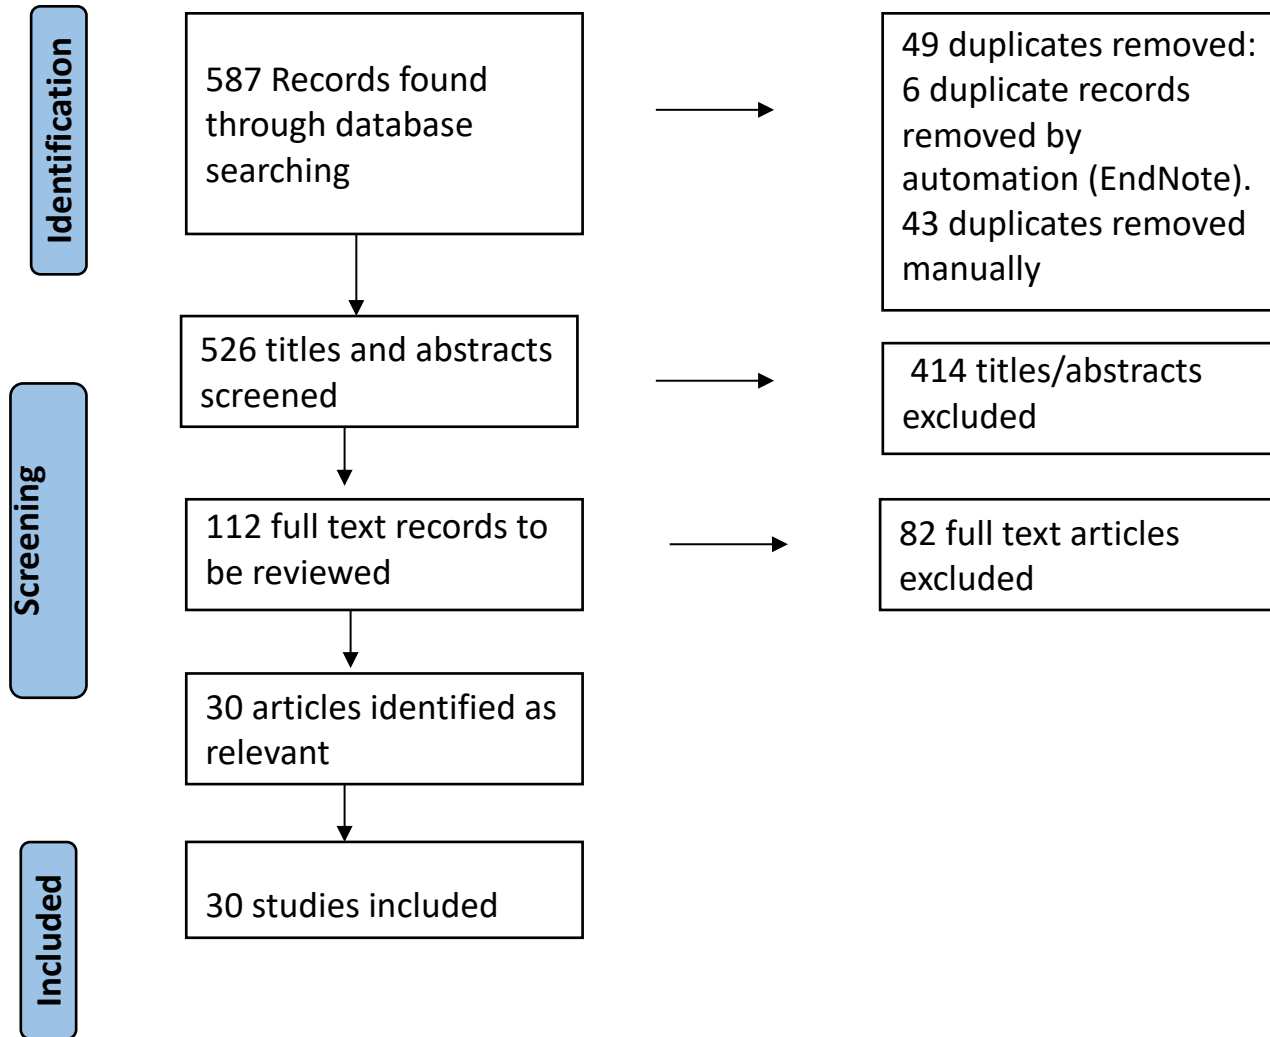 Identification
587 Records found
through database
searching
49 duplicates removed:
6 duplicate records
removed by
automation (EndNote).
43 duplicates removed
manually
Screening
526 titles and abstracts
screened
414 titles/abstracts
excluded
112 full text records to
be reviewed
82 full text articles
excluded
30 articles identified as
relevant
Included
30 studies included